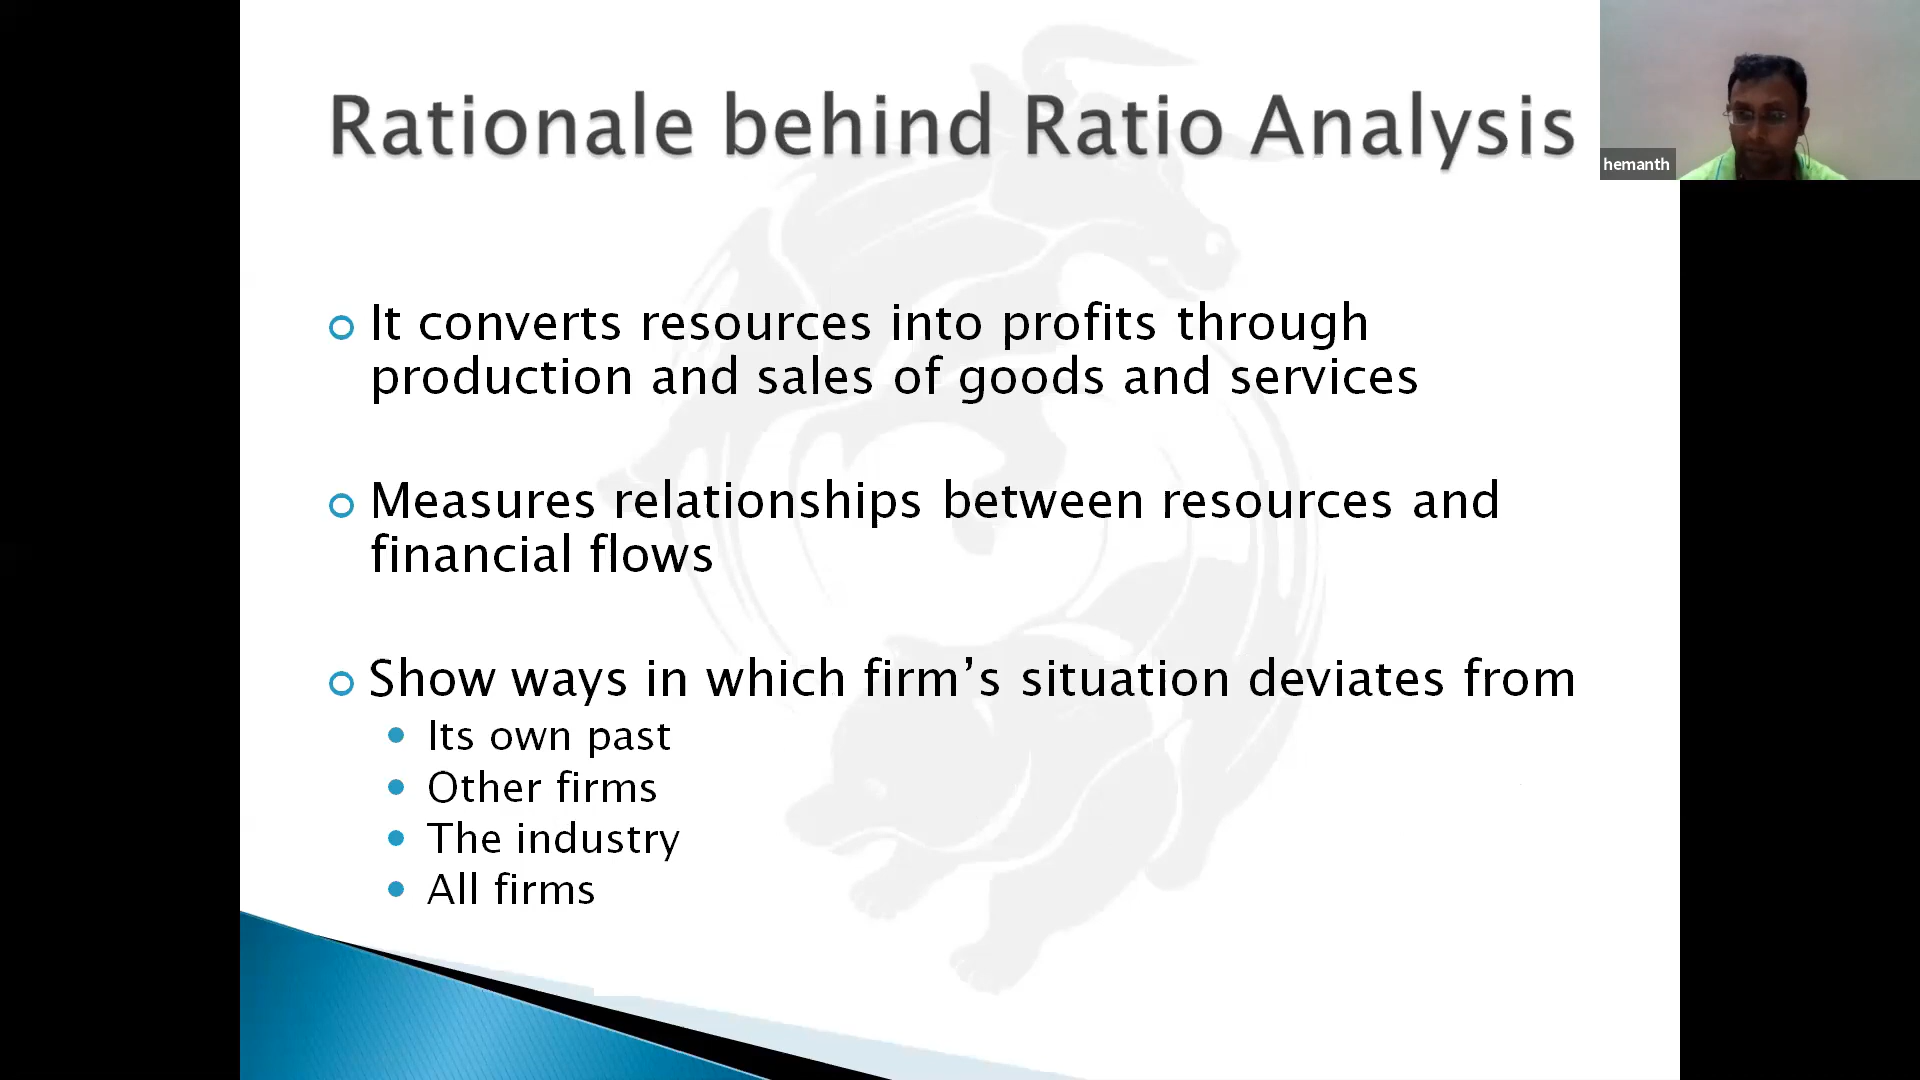 Rationale behind Ratio Analysis
hemanth
It converts resources into profits through
production and sales of goods and services
Measures relationships between resources and
financial flows
Show ways in which firm’s situation deviates from
Its own past
Other firms
The industry
All firms